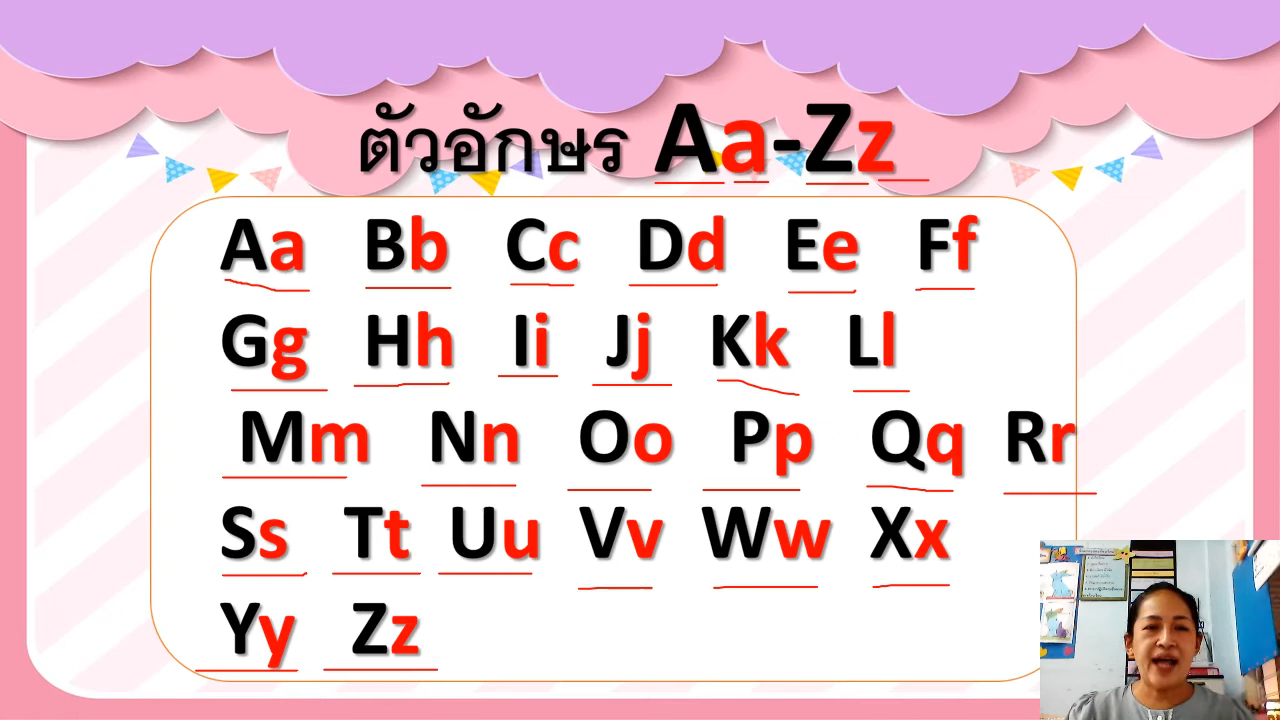 ตัวอักษร Aa-Zz
Aa Bb Cc Dd Ee Ff
Gg Hh Ii Jj Kk Ll
Mm Nn Oo Pp Qq Rr
Ss Tt Uu Vv Ww Xx
Yy Zz